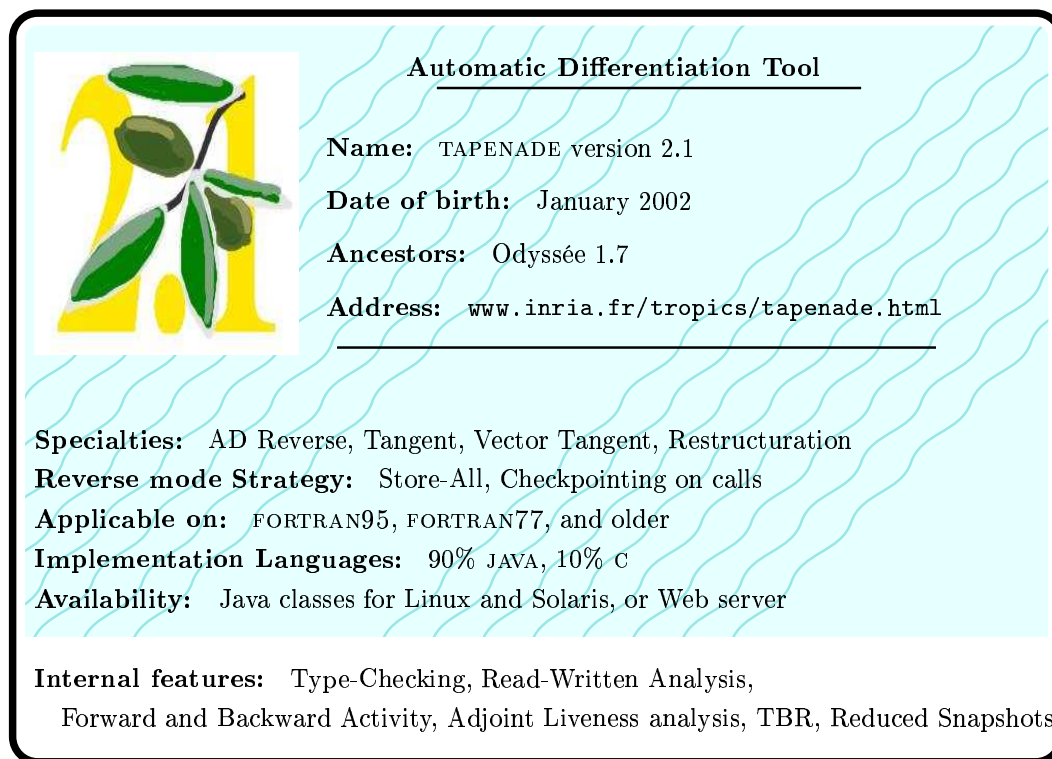 2.1
Automatic Differentiation Tool
Name: TAPENADE version 2.1
Date of birth: January 2002
Ancestors: Odyssée 1.7
Address: www.inria.fr/tropics/tapenade.html
Specialties: AD Reverse, Tangent, Vector Tangent, Restructuration
Reverse mode Strategy: Store-All, Checkpointing on calls
Applicable on: FORTRAN95, FORTRAN77, and older
Implementation Languages: 90% JAVA, 10% C
Availability: Java classes for Linux and Solaris, or Web server
Internal features: Type-Checking, Read-Written Analysis,
Forward and Backward Activity, Adjoint Liveness analysis, TBR, Reduced Snapshots